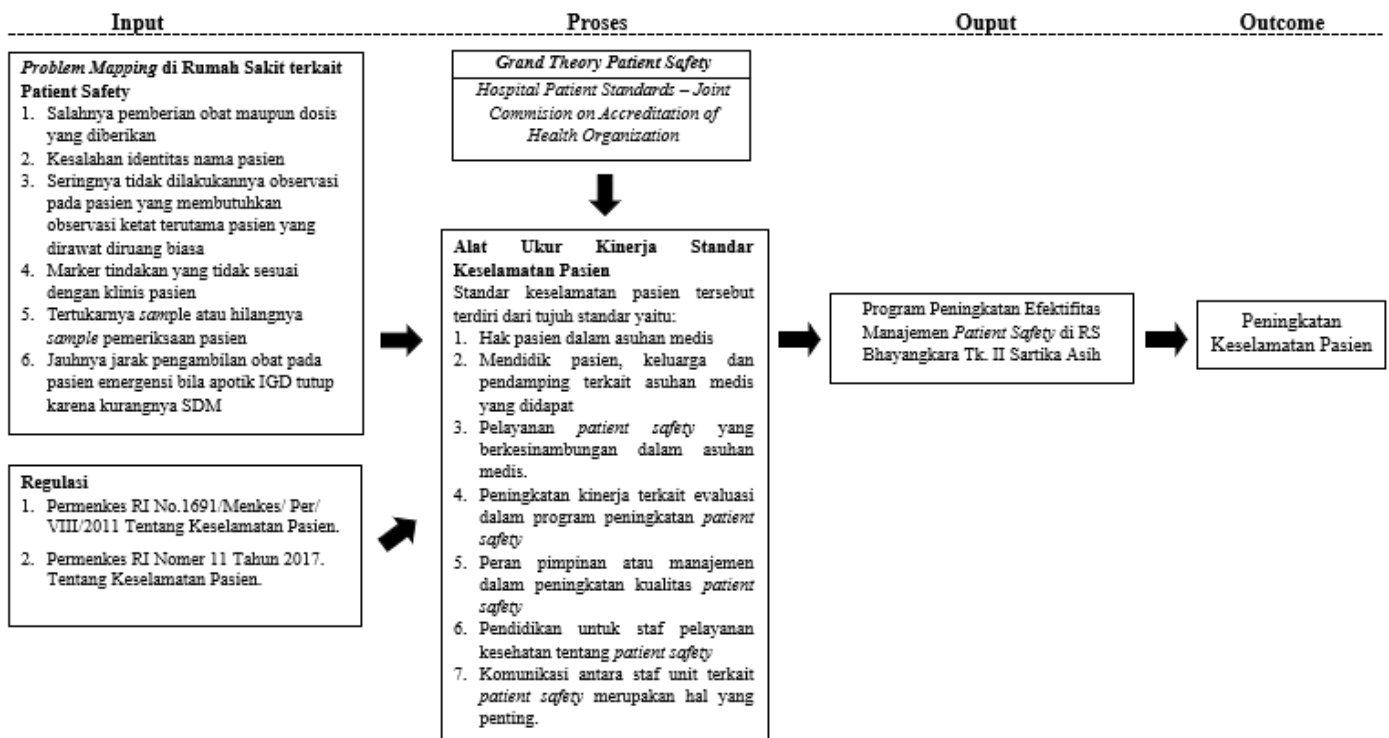 Input
Proses
Ouput
Outcome
Problem Mapping di Rumah Sakit terkait
Patient Safety
1. Salahnya pemberian obat maupun dosis
yang diberikan
2. Kesalahan identitas nama pasien
3. Seringnya tidak dilakukannya observasi
pada pasien yang membutuhkan
observasi ketat terutama pasien yang
dirawat diruang biasa
4. Marker tindakan yang tidak sesuai
dengan klinis pasien
5. Tertukarnya sample atau hilangnya
sample pemeriksaan pasien
6. Jauhnya jarak pengambilan obat pada
pasien emergensi bila apotik IGD tutup
karena kurangnya SDM
Regulasi
1. Permenkes RI No.1691/Menkes/ Per/
VIII/2011 Tentang Keselamatan Pasien.
2. Permenkes RI Nomer 11 Tahun 2017.
Tentang Keselamatan Pasien.
Grand Theory Patient Safety
Hospital Patient Standards – Joint
Commision on Accreditation of
Health Organization
Alat Ukur Kinerja Standar
Keselamatan Pasien
Standar keselamatan pasien tersebut
terdiri dari tujuh standar yaitu:
1. Hak pasien dalam asuhan medis
2. Mendidik pasien, keluarga dan
pendamping terkait asuhan medis
yang didapat
3. Pelayanan patient safety yang
berkesinambungan dalam asuhan
medis.
4. Peningkatan kinerja terkait evaluasi
dalam program peningkatan patient
safety
5. Peran pimpinan atau manajemen
dalam peningkatan kualitas patient
safety
6. Pendidikan untuk staf pelayanan
kesehatan tentang patient safety
7. Komunikasi antara staf unit terkait
patient safety merupakan hal yang
penting.
Program Peningkatan Efektifitas
Manajemen Patient Safety di RS
Bhayangkara Tk. II Sartika Asih
Peningkatan
Keselamatan Pasien